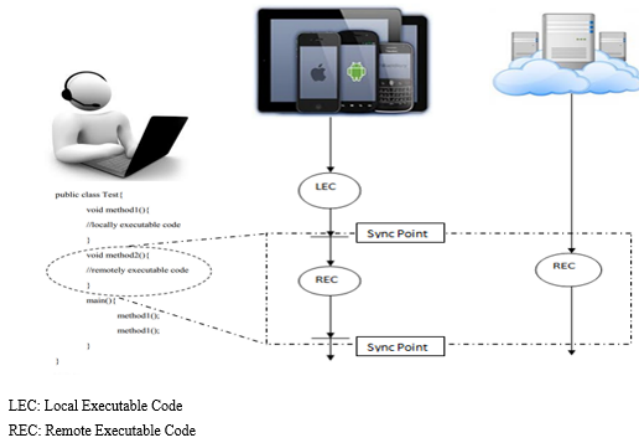 public class Test{
void method1(){
//locally executable code
}
void method2(){
//remotely executable code
}
main(){
method1();
method1();
}
}
LEC
Sync Point
REC
REC
Sync Point
LEC: Local Executable Code
REC: Remote Executable Code